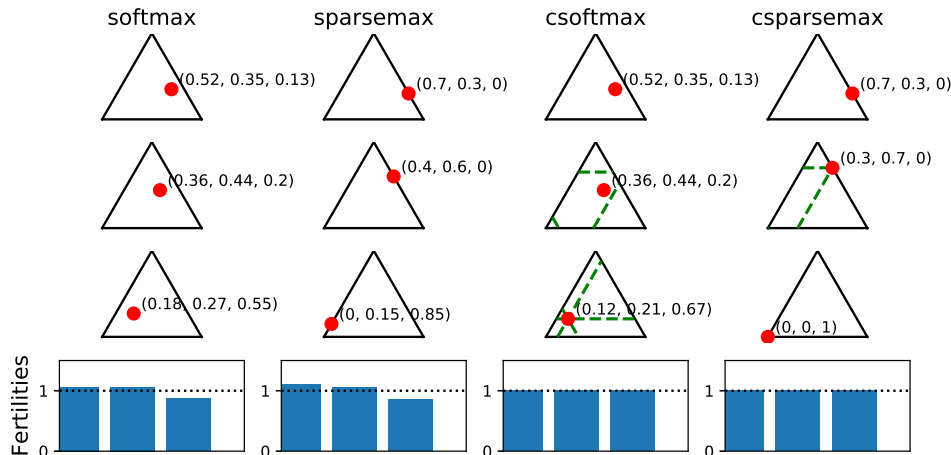 softmax sparsemax csoftmax csparsemax
(0.52, 0.35, 0.13) (0.7, 0.3, 0) (0.52, 0.35, 0.13) (0.7, 0.3, 0)
(0.36, 0.44, 0.2) (0.4, 0.6, 0) (0.36, 0.44, 0.2) (0.3, 0.7, 0)
(0.18, 0.27, 0.55) (0, 0.15, 0.85) (0.12, 0.21, 0.67) (0, 0, 1)
Fertilities
1 1 1 1
0 0 0 0